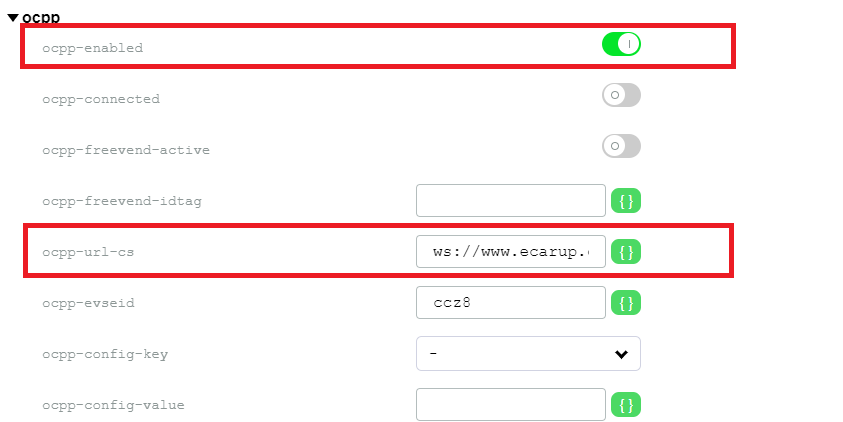 ocpp
ocpp-enabled
ocpp-connected
ocpp-freevend-active
ocpp-freevend-idtag {}
ocpp-url-cs ws://www.ecarup. {}
ocpp-evseid ccz8 {}
ocpp-config-key -
ocpp-config-value {}